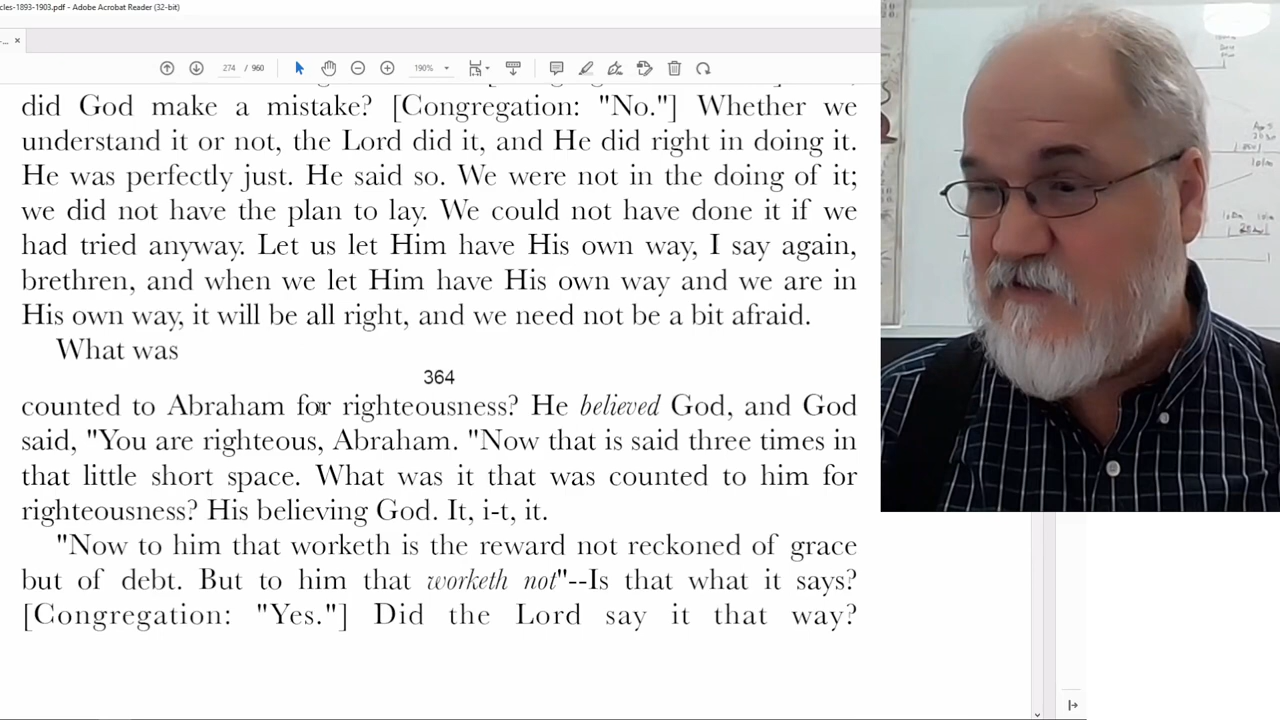 cles-1893-1903.pdf - Adobe Acrobat Reader (32-bit)
274 / 960
190%
did God make a mistake? [Congregation: "No."] Whether we
understand it or not, the Lord did it, and He did right in doing it.
He was perfectly just. He said so. We were not in the doing of it;
we did not have the plan to lay. We could not have done it if we
had tried anyway. Let us let Him have His own way, I say again,
brethren, and when we let Him have His own way and we are in
His own way, it will be all right, and we need not be a bit afraid.
What was
364
counted to Abraham for righteousness? He believed God, and God
said, "You are righteous, Abraham. "Now that is said three times in
that little short space. What was it that was counted to him for
righteousness? His believing God. It, i-t, it.
"Now to him that worketh is the reward not reckoned of grace
but of debt. But to him that worketh not"--Is that what it says?
[Congregation: "Yes."] Did the Lord say it that way?